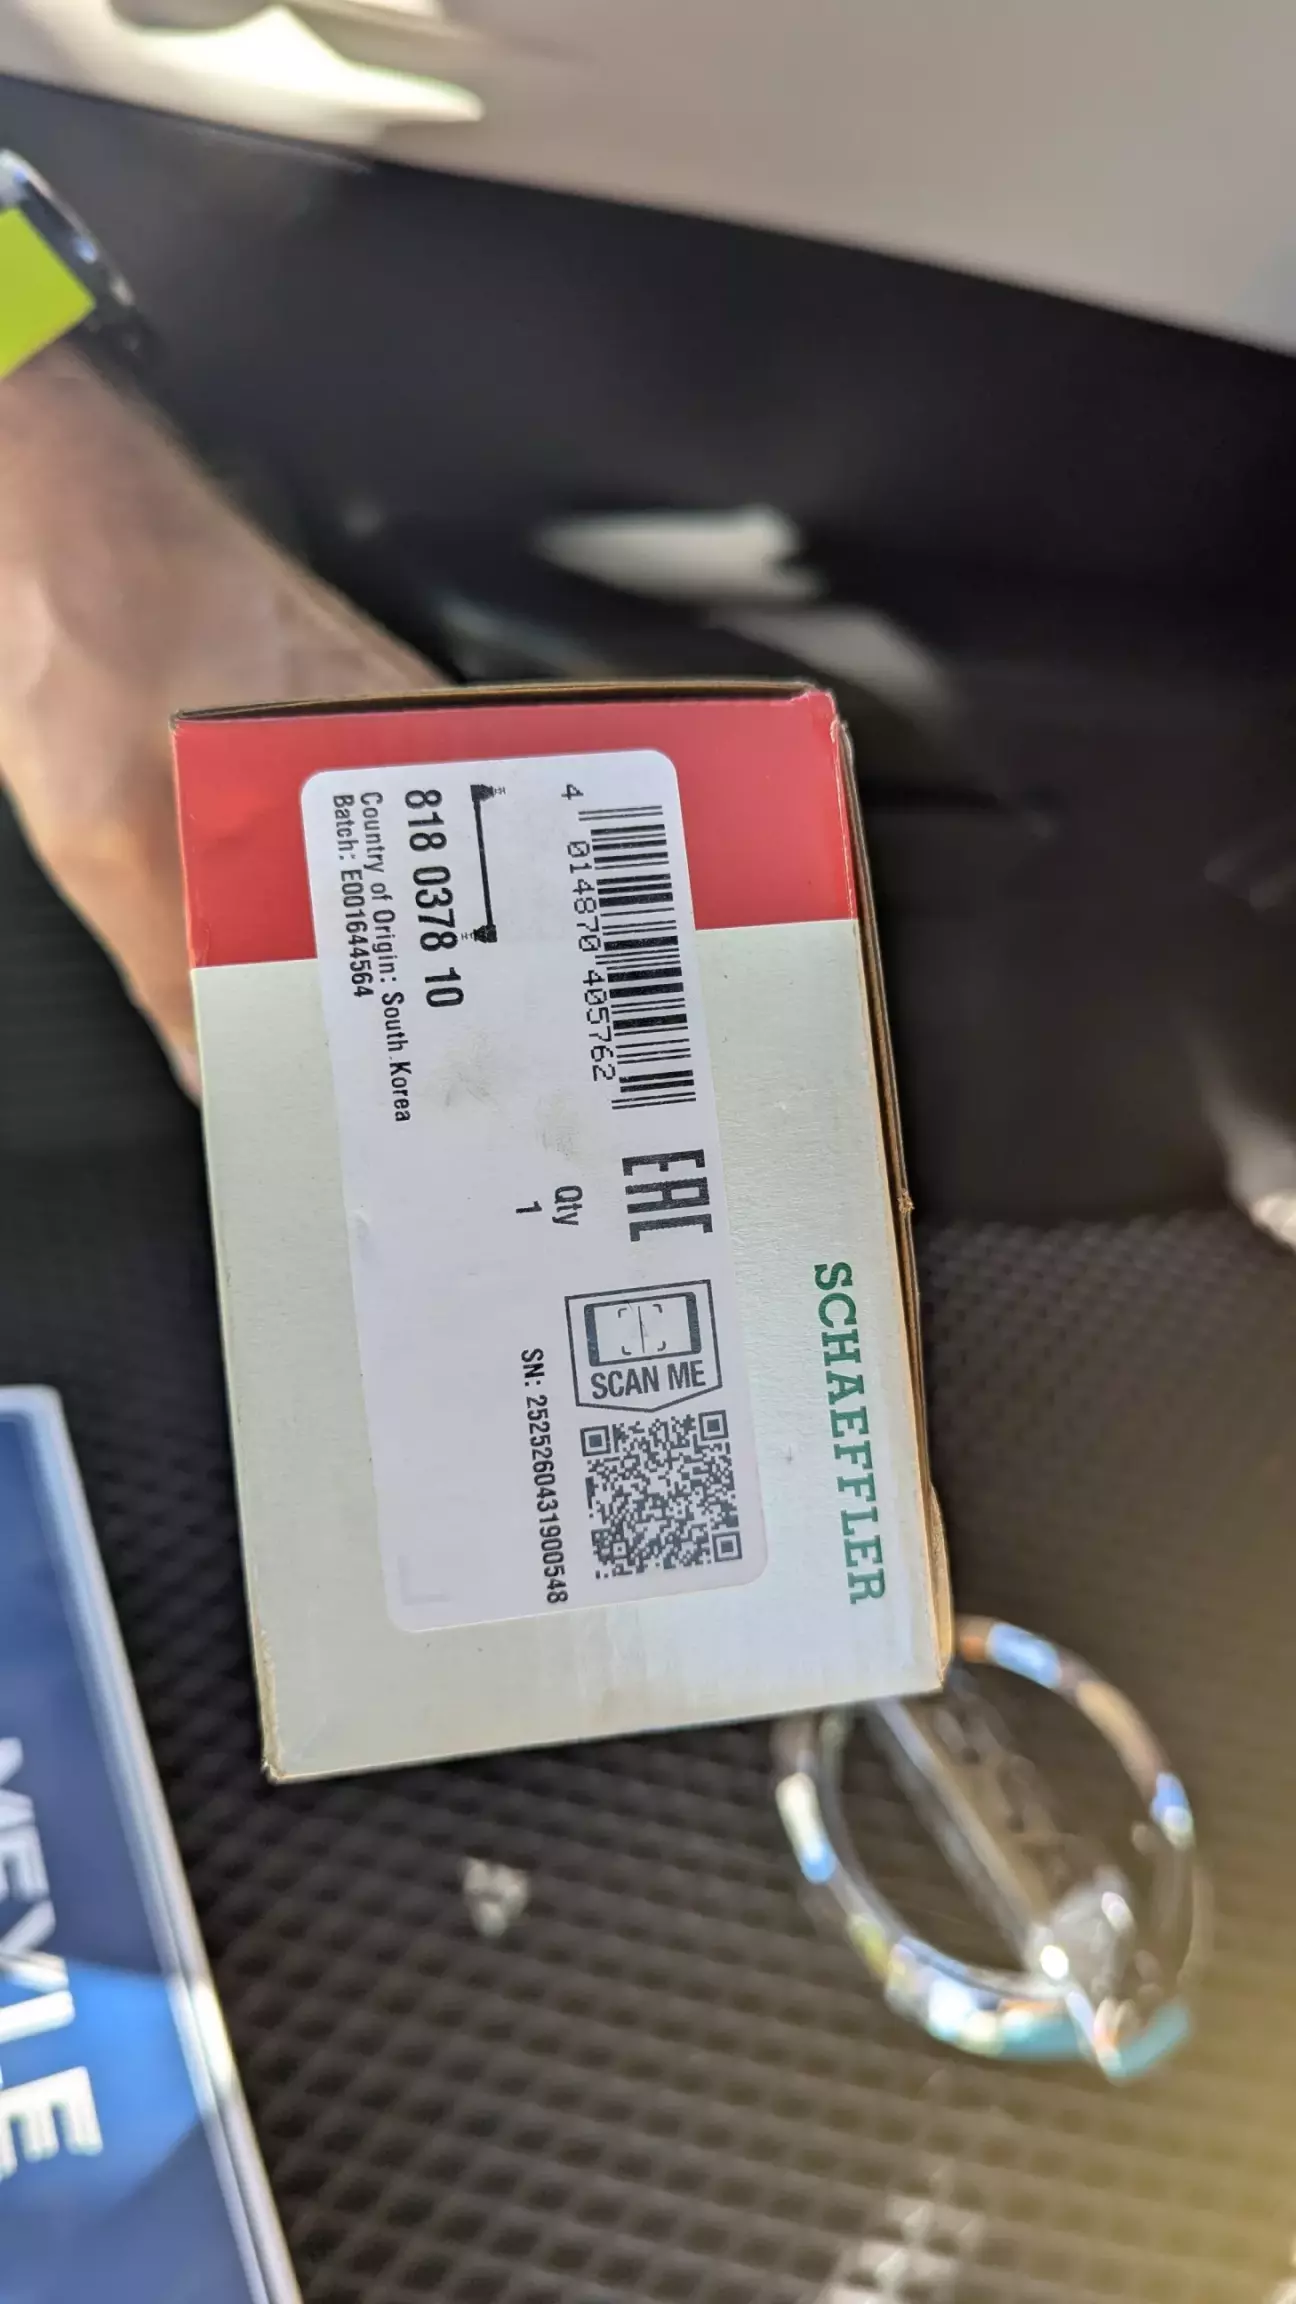 SCHAEFFLER
4 014870 405762
EAC
SCAN ME
Qty
1
SN: 2525260431900548
818 0378 10
Country of Origin: South Korea
Batch: E001644564